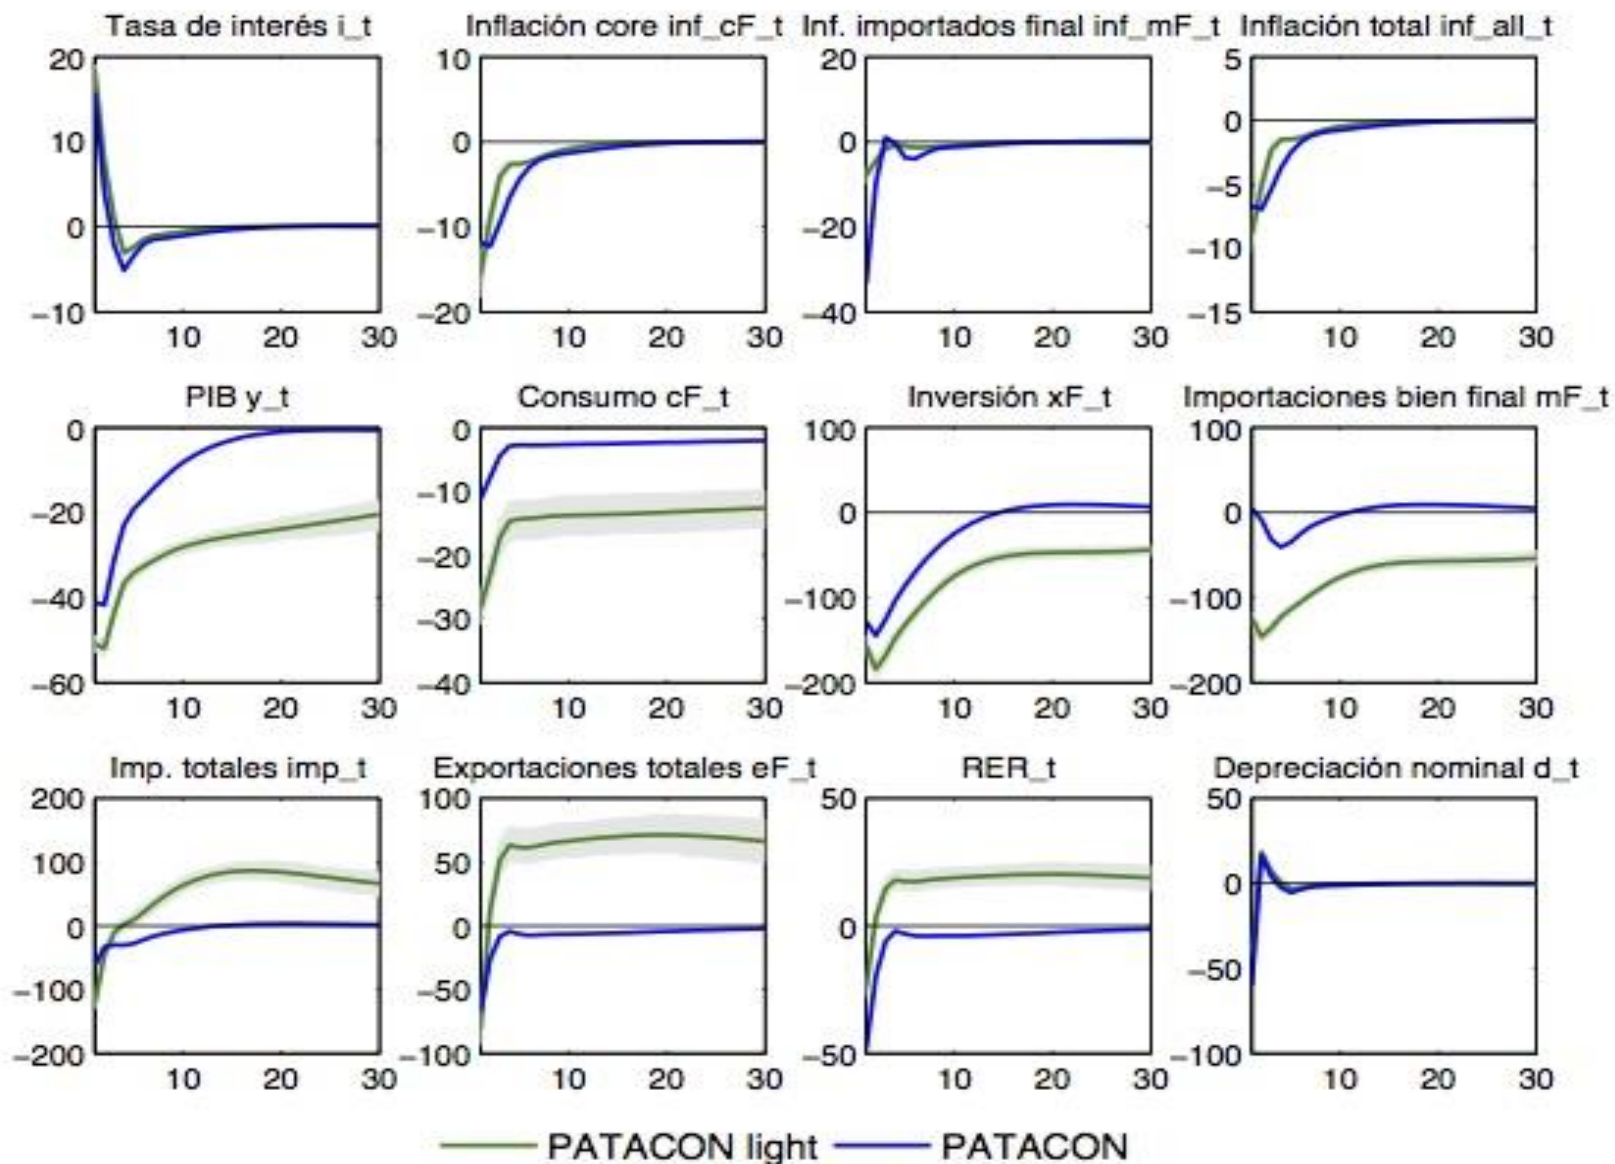 Tasa de interés i_t
Inflación core inf_cF_t
Inf. importados final inf_mF_t
Inflación total inf_all_t
20
10
0
−10
10 20 30
10
0
−10
−20
10 20 30
20
0
−20
−40
10 20 30
5
0
−5
−10
−15
10 20 30
PIB y_t
Consumo cF_t
Inversión xF_t
Importaciones bien final mF_t
0
−20
−40
−60
10 20 30
0
−10
−20
−30
−40
10 20 30
100
0
−100
−200
10 20 30
100
0
−100
−200
10 20 30
Imp. totales imp_t
Exportaciones totales eF_t
RER_t
Depreciación nominal d_t
200
100
0
−100
−200
10 20 30
100
50
0
−50
−100
10 20 30
50
0
−50
10 20 30
50
0
−50
−100
10 20 30
PATACON light
PATACON